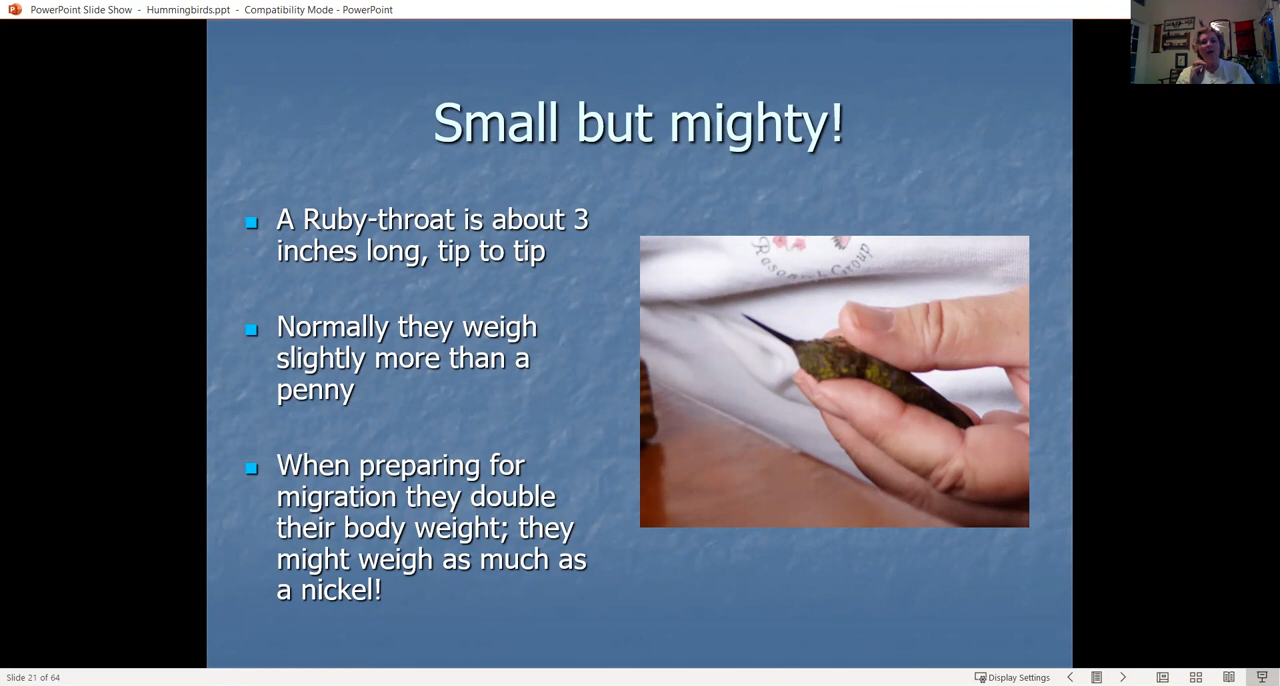 PowerPoint Slide Show - Hummingbirds.ppt - Compatibility Mode - PowerPoint
Small but mighty!
A Ruby-throat is about 3
inches long, tip to tip
Normally they weigh
slightly more than a
penny
When preparing for
migration they double
their body weight; they
might weigh as much as
a nickel!
Research Group
Slide 21 of 64
Display Settings